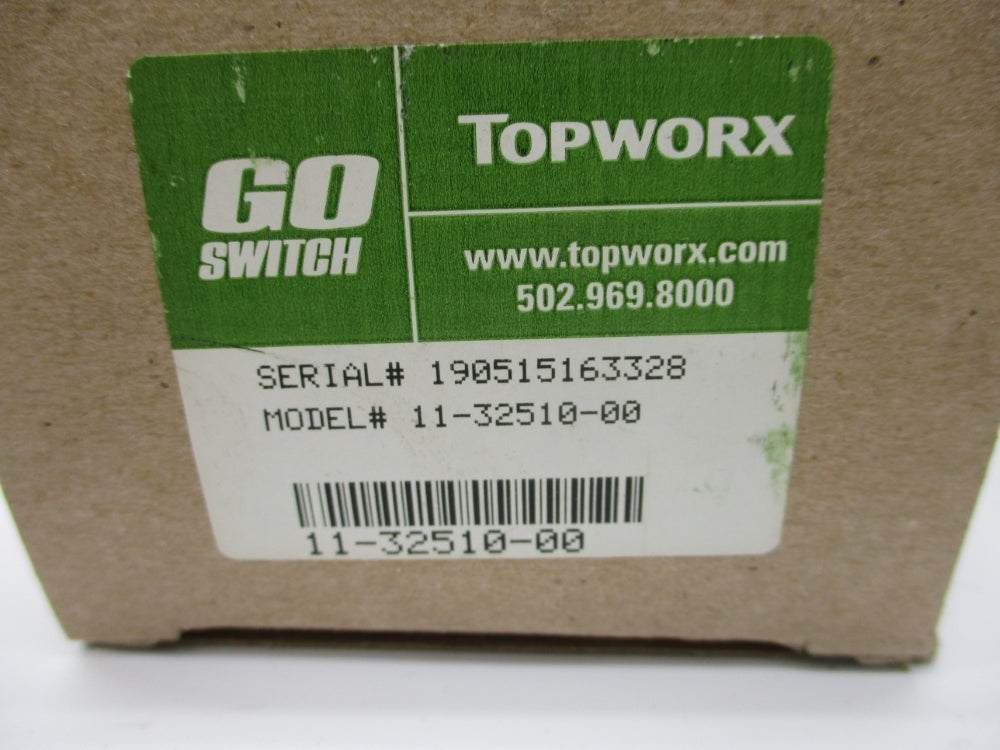 GO
SWITCH
TOPWORX
www.topworx.com
502.969.8000
SERIAL# 190515163328
MODEL# 11-32510-00
11-32510-00